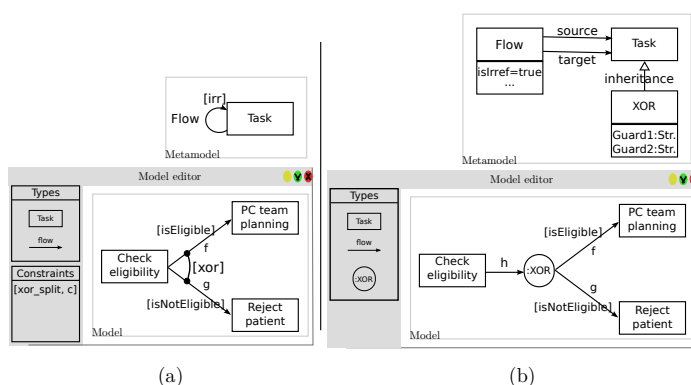 [irr]
Flow
Task
Metamodel
Model editor
Types
Task
flow
Constraints
[xor_split, c]
Check
eligibility
[isEligible]
f
[xor]
g
[isNotEligible]
PC team
planning
Reject
patient
Model
(a)
Flow
isIrref=true
...
source
target
Task
inheritance
XOR
Guard1:Str.
Guard2:Str.
Metamodel
Model editor
Types
Task
flow
:XOR
Check
eligibility
h
:XOR
[isEligible]
f
g
[isNotEligible]
PC team
planning
Reject
patient
Model
(b)